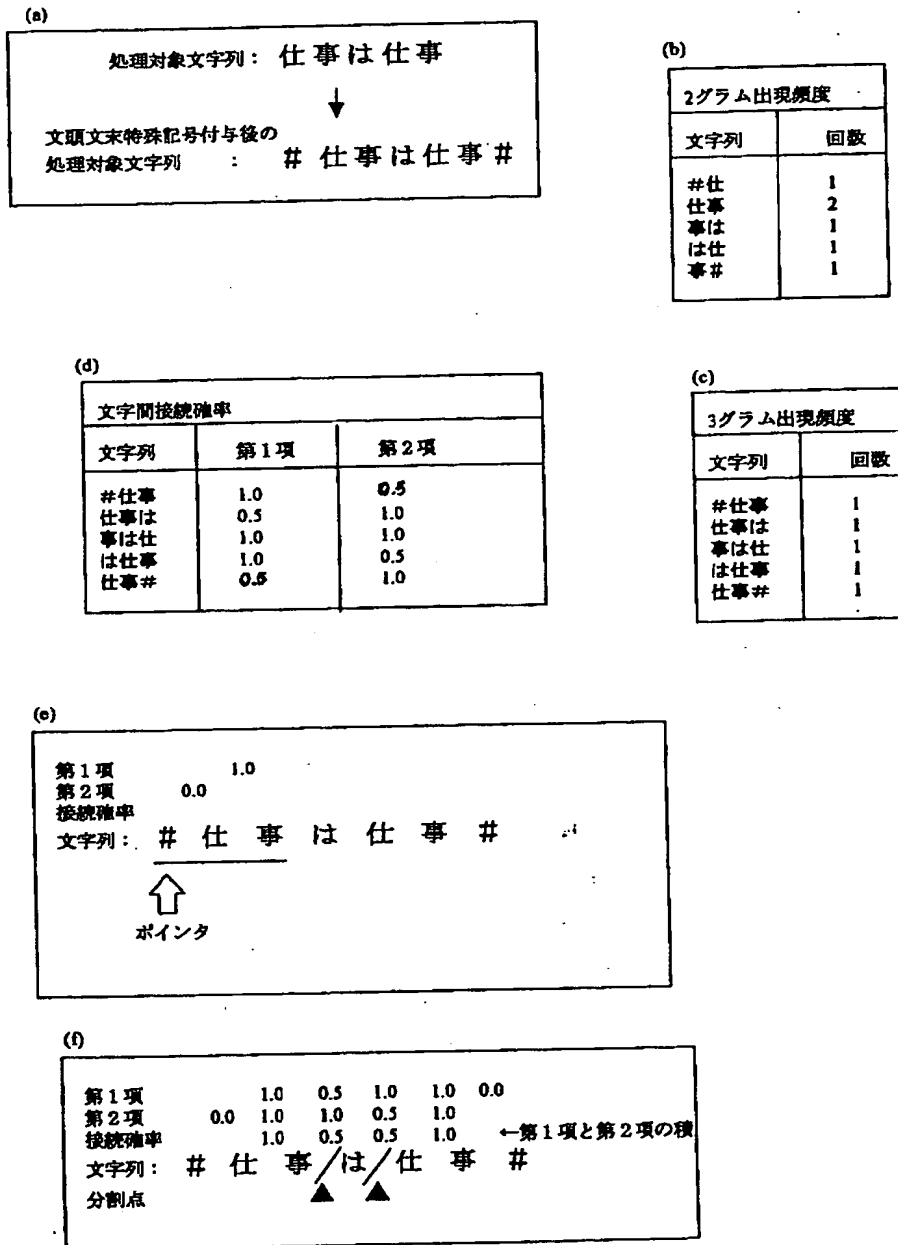 (a)
処理対象文字列： 仕事は仕事
↓
文頭文末特殊記号付与後の
処理対象文字列 ： ＃仕事は仕事＃
(b)
2グラム出現頻度
文字列 回数
＃仕 1
仕事 2
事は 1
は仕 1
事＃ 1
(d)
文字間接続確率
文字列 第１項 第２項
＃仕事 1.0 0.5
仕事は 0.5 1.0
事は仕 1.0 1.0
は仕事 1.0 0.5
仕事＃ 0.5 1.0
(c)
3グラム出現頻度
文字列 回数
＃仕事 1
仕事は 1
事は仕 1
は仕事 1
仕事＃ 1
(e)
第１項 1.0
第２項 0.0
接続確率
文字列： ＃ 仕 事 は 仕 事 ＃
ポインタ
(f)
第１項 1.0 0.5 1.0 1.0 0.0
第２項 0.0 1.0 1.0 0.5 1.0
接続確率 1.0 0.5 0.5 1.0 ←第１項と第２項の積
文字列： ＃ 仕 事／は／仕 事 ＃
分割点 ▲ ▲